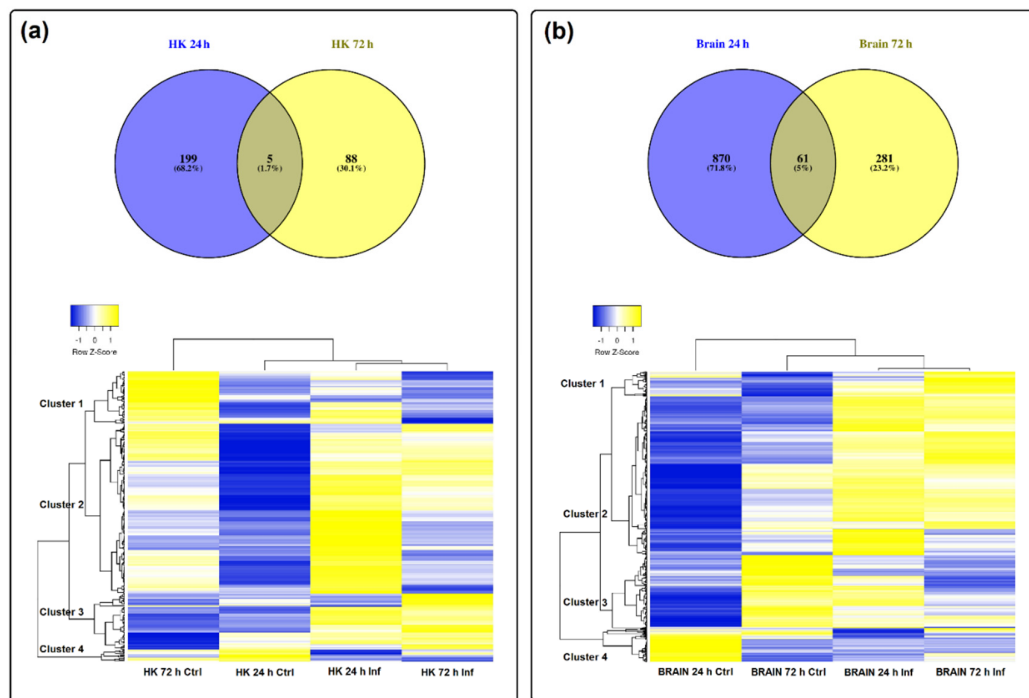 (a)
HK 24 h
HK 72 h
199
(68.2%)
5
(1.7%)
88
(30.1%)
-1 0 1
Row Z-Score
Cluster 1
Cluster 2
Cluster 3
Cluster 4
HK 72 h Ctrl
HK 24 h Ctrl
HK 24 h Inf
HK 72 h Inf
(b)
Brain 24 h
Brain 72 h
870
(71.8%)
61
(5%)
281
(23.2%)
-1 0 1
Row Z-Score
Cluster 1
Cluster 2
Cluster 3
Cluster 4
BRAIN 24 h Ctrl
BRAIN 72 h Ctrl
BRAIN 24 h Inf
BRAIN 72 h Inf